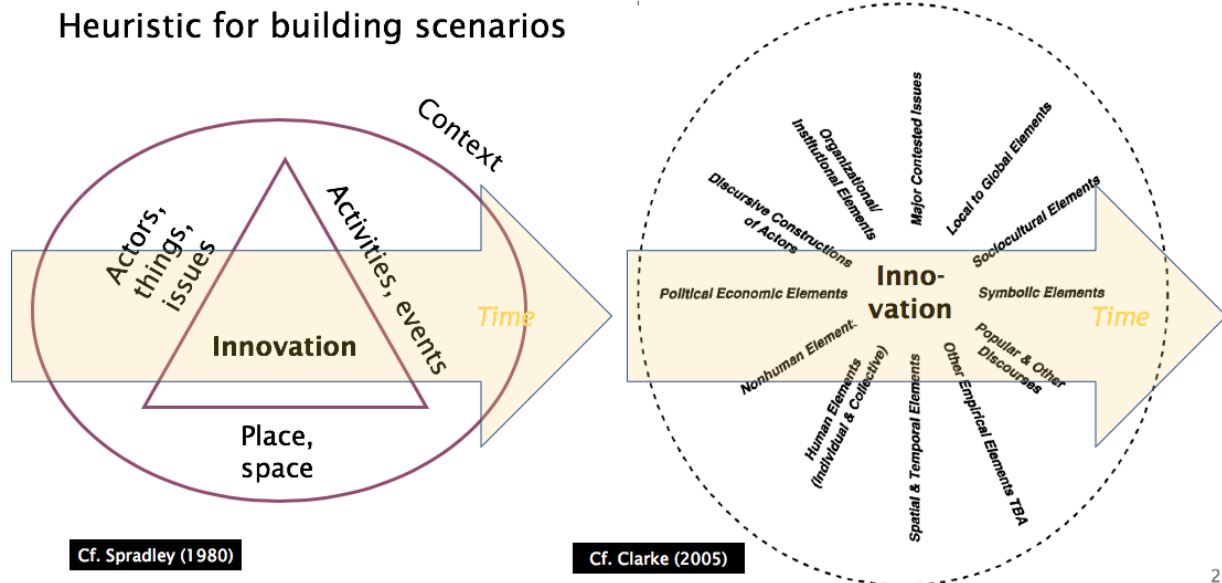 Heuristic for building scenarios
Context
Actors,
things,
issues
Activities, events
Innovation
Time
Place,
space
Cf. Spradley (1980)
Organizational/
Institutional Elements
Major Contested Issues
Local to Global Elements
Discursive Constructions
of Actors
Sociocultural Elements
Political Economic Elements
Inno-
vation
Symbolic Elements
Time
Nonhuman Element
Popular & Other
Discourses
Human Elements
(Individual & Collective)
Spatial & Temporal Elements
Other Empirical Elements TBA
Cf. Clarke (2005)
2